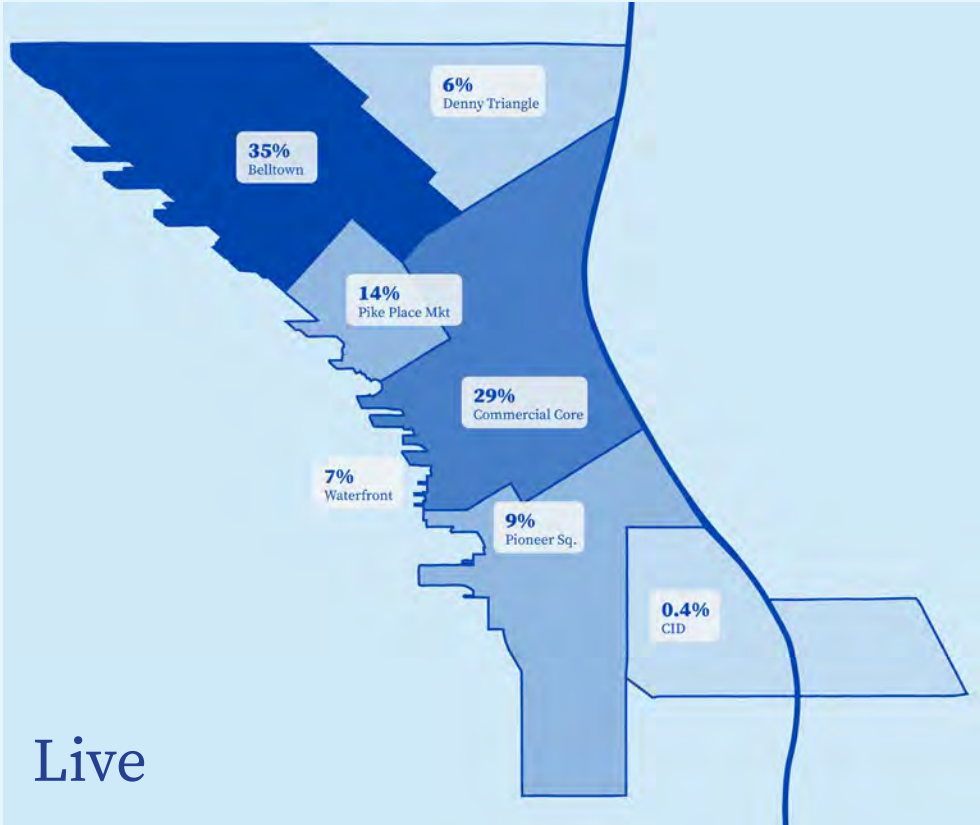 6%
Denny Triangle
35%
Belltown
14%
Pike Place Mkt
29%
Commercial Core
7%
Waterfront
9%
Pioneer Sq.
0.4%
CID
Live